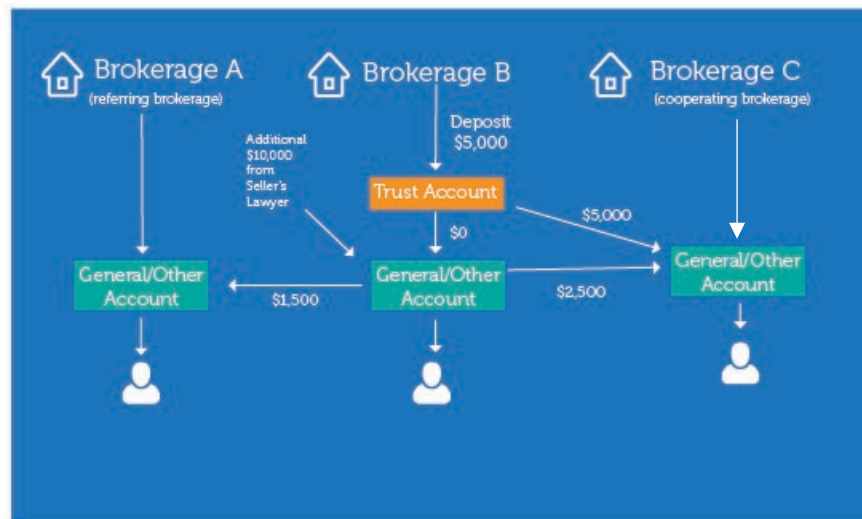 Brokerage A
(referring brokerage)
Brokerage B
Brokerage C
(cooperating brokerage)
Deposit
$5,000
Additional
$10,000
from
Seller's
Lawyer
Trust Account
$0
$5,000
General/Other
Account
$1,500
General/Other
Account
$2,500
General/Other
Account